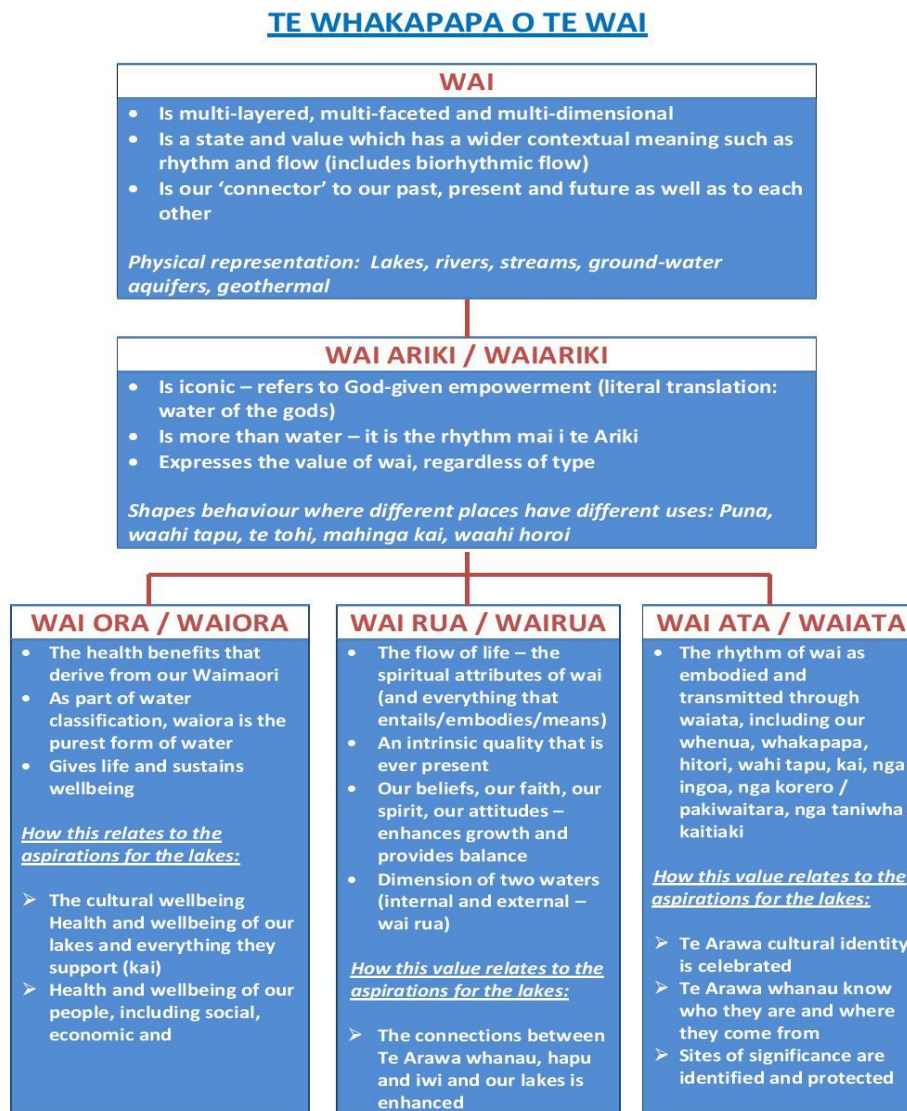 TE WHAKAPAPA O TE WAI
WAI
• Is multi-layered, multi-faceted and multi-dimensional
• Is a state and value which has a wider contextual meaning such as
rhythm and flow (includes biorhythmic flow)
• Is our ‘connector’ to our past, present and future as well as to each
other
Physical representation: Lakes, rivers, streams, ground-water
aquifers, geothermal
WAI ARIKI / WAIARIKI
• Is iconic – refers to God-given empowerment (literal translation:
water of the gods)
• Is more than water – it is the rhythm mai i te Ariki
• Expresses the value of wai, regardless of type
Shapes behaviour where different places have different uses: Puna,
waahi tapu, te tohi, mahinga kai, waahi horoi
WAI ORA / WAIORA
• The health benefits that
derive from our Waimaori
• As part of water
classification, waiora is the
purest form of water
• Gives life and sustains
wellbeing
How this relates to the
aspirations for the lakes:
➢ The cultural wellbeing
Health and wellbeing of our
lakes and everything they
support (kai)
➢ Health and wellbeing of our
people, including social,
economic and
WAI RUA / WAIRUA
• The flow of life – the
spiritual attributes of wai
(and everything that
entails/embodies/means)
• An intrinsic quality that is
ever present
• Our beliefs, our faith, our
spirit, our attitudes –
enhances growth and
provides balance
• Dimension of two waters
(internal and external –
wai rua)
How this value relates to the
aspirations for the lakes:
➢ The connections between
Te Arawa whanau, hapu
and iwi and our lakes is
enhanced
WAI ATA / WAIATA
• The rhythm of wai as
embodied and
transmitted through
waiata, including our
whenua, whakapapa,
hitori, wahi tapu, kai, nga
ingoa, nga korero /
pakiwaitara, nga taniwha
kaitiaki
How this value relates to the
aspirations for the lakes:
➢ Te Arawa cultural identity
is celebrated
➢ Te Arawa whanau know
who they are and where
they come from
➢ Sites of significance are
identified and protected